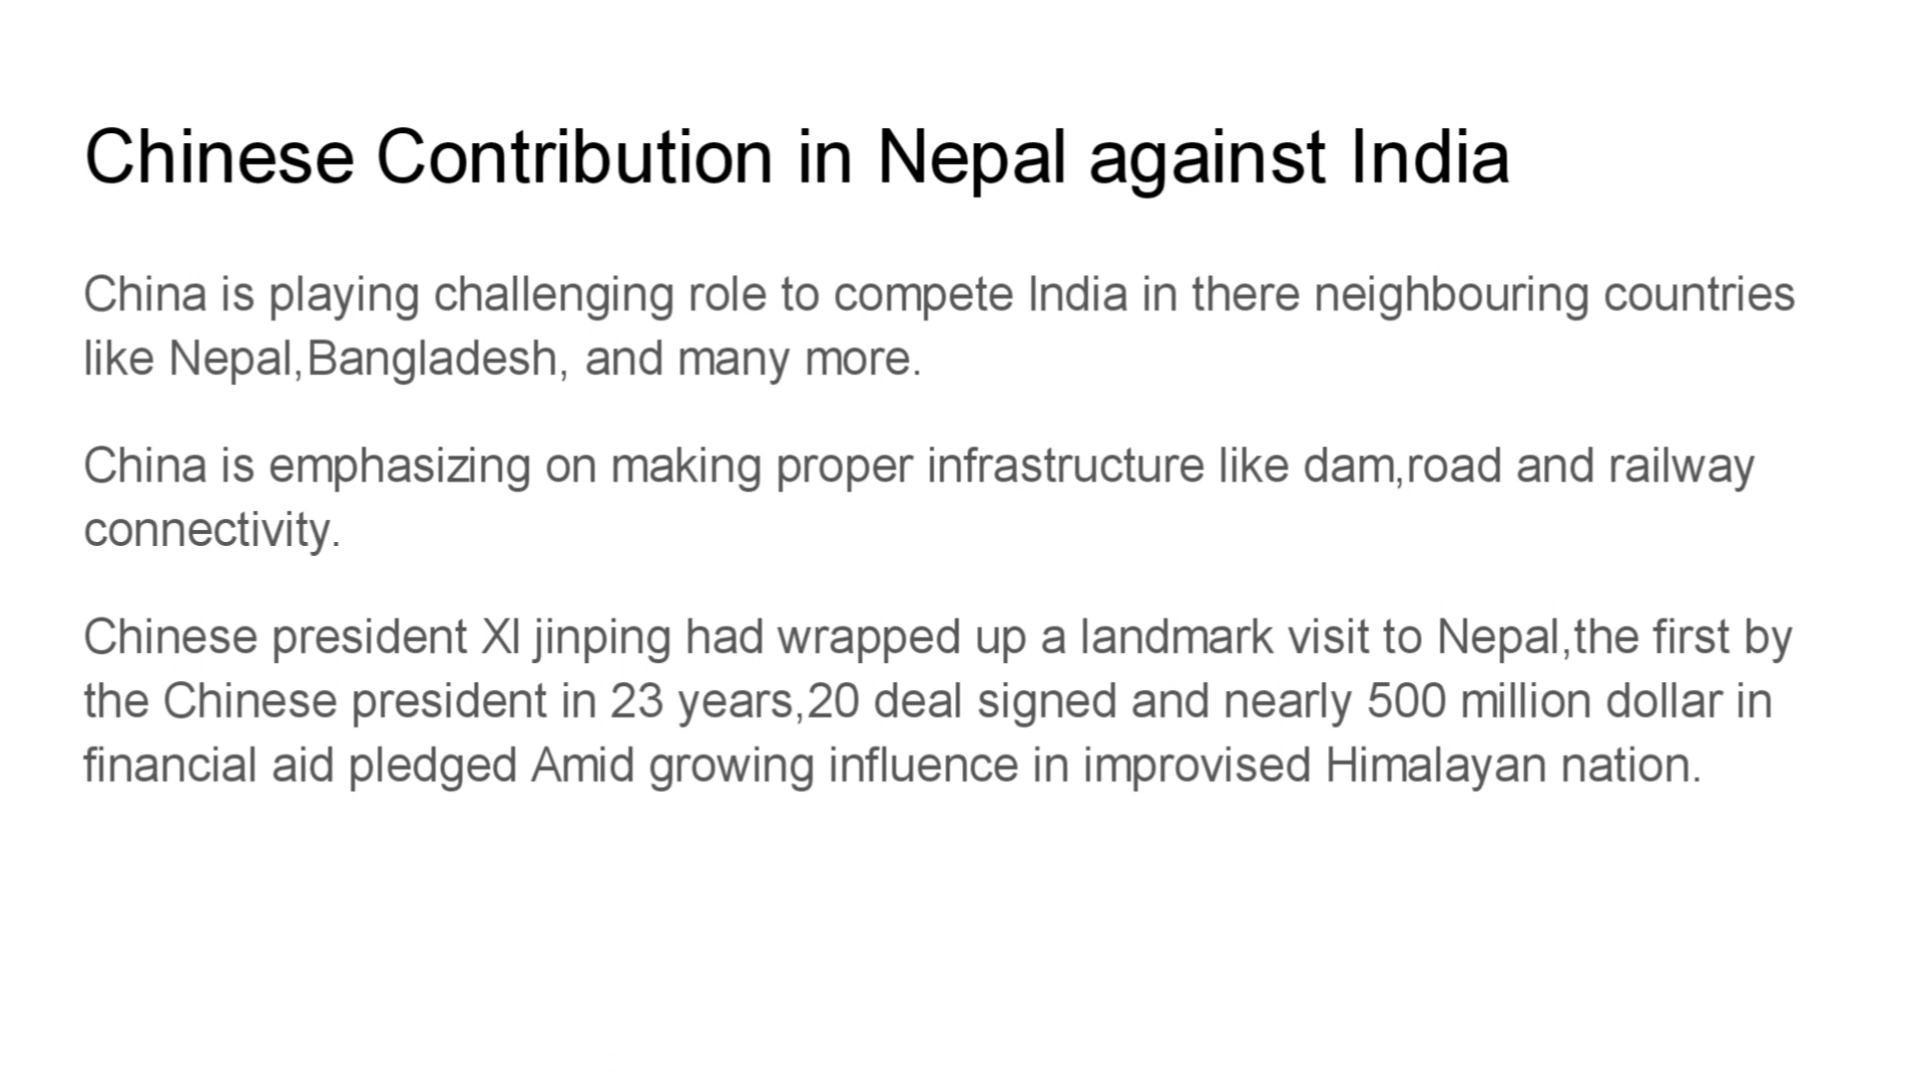 Chinese Contribution in Nepal against India
China is playing challenging role to compete India in there neighbouring countries
like Nepal,Bangladesh, and many more.
China is emphasizing on making proper infrastructure like dam,road and railway
connectivity.
Chinese president XI jinping had wrapped up a landmark visit to Nepal,the first by
the Chinese president in 23 years,20 deal signed and nearly 500 million dollar in
financial aid pledged Amid growing influence in improvised Himalayan nation.